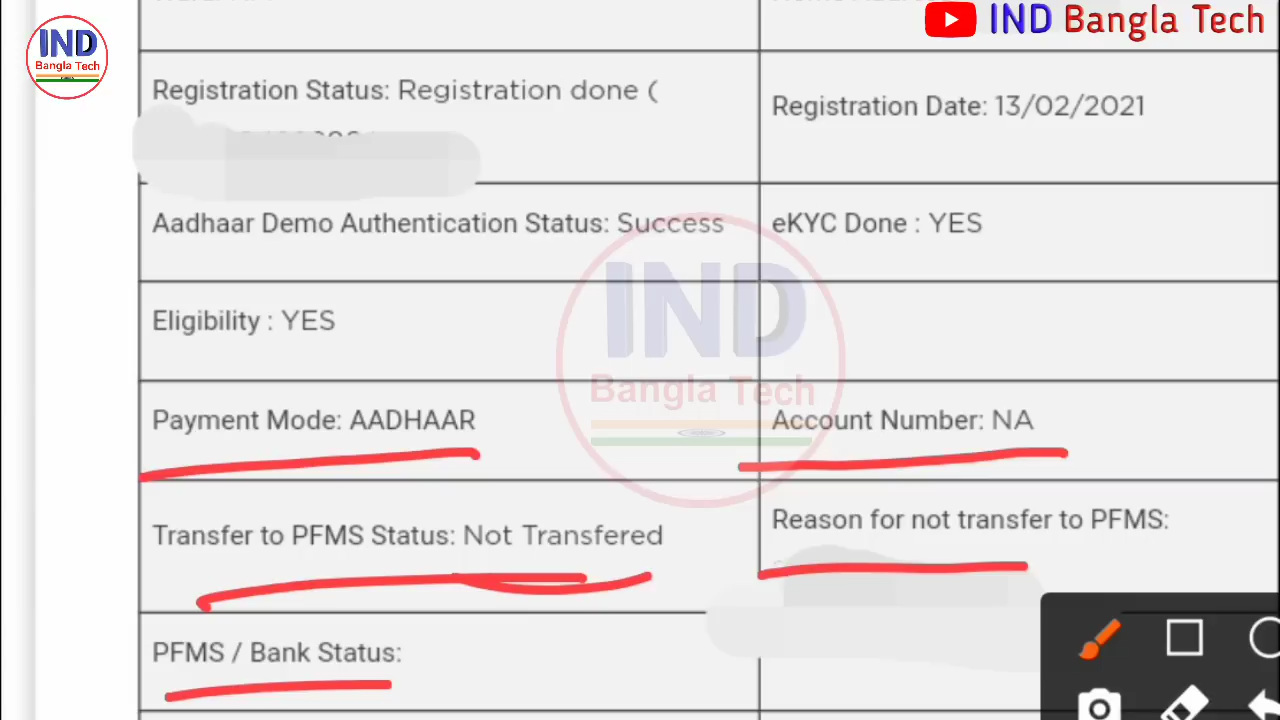 IND Bangla Tech
IND
Bangla Tech
Registration Status: Registration done (
Registration Date: 13/02/2021
Aadhaar Demo Authentication Status: Success
eKYC Done : YES
IND
Bangla Tech
Eligibility : YES
Payment Mode: AADHAAR
Account Number: NA
Transfer to PFMS Status: Not Transfered
Reason for not transfer to PFMS:
PFMS / Bank Status: